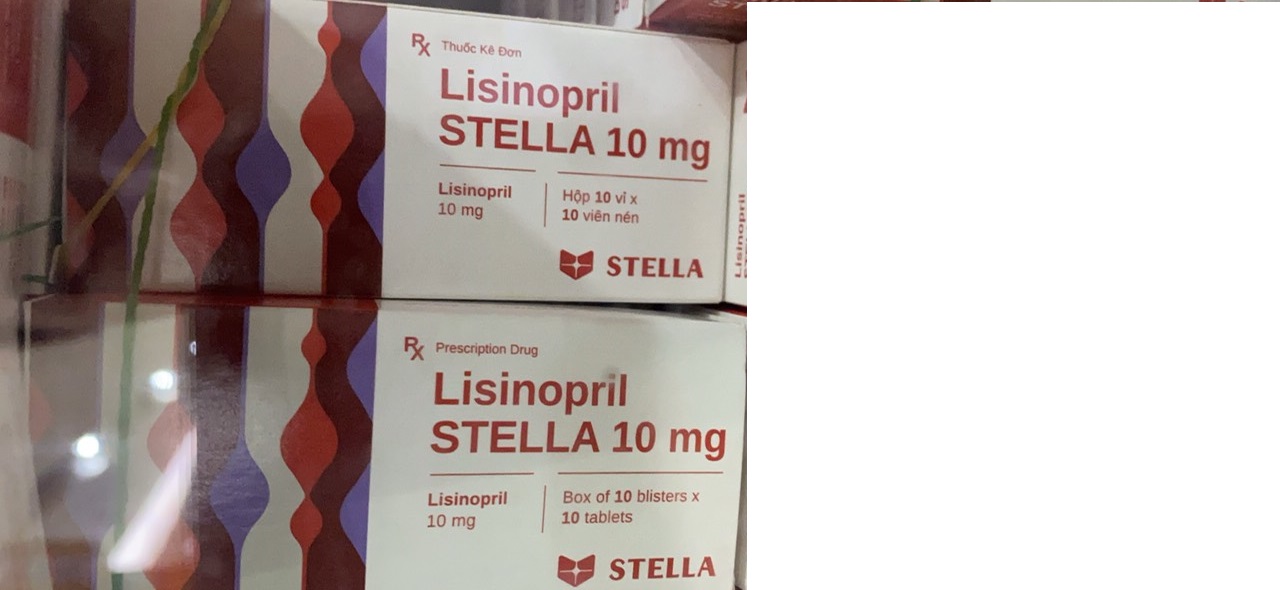 Rx Thuốc Kê Đơn
Lisinopril
STELLA 10 mg
Lisinopril
10 mg
Hộp 10 vỉ x
10 viên nén
STELLA
Lisinopril
Rx Prescription Drug
Lisinopril
STELLA 10 mg
Lisinopril
10 mg
Box of 10 blisters x
10 tablets
STELLA